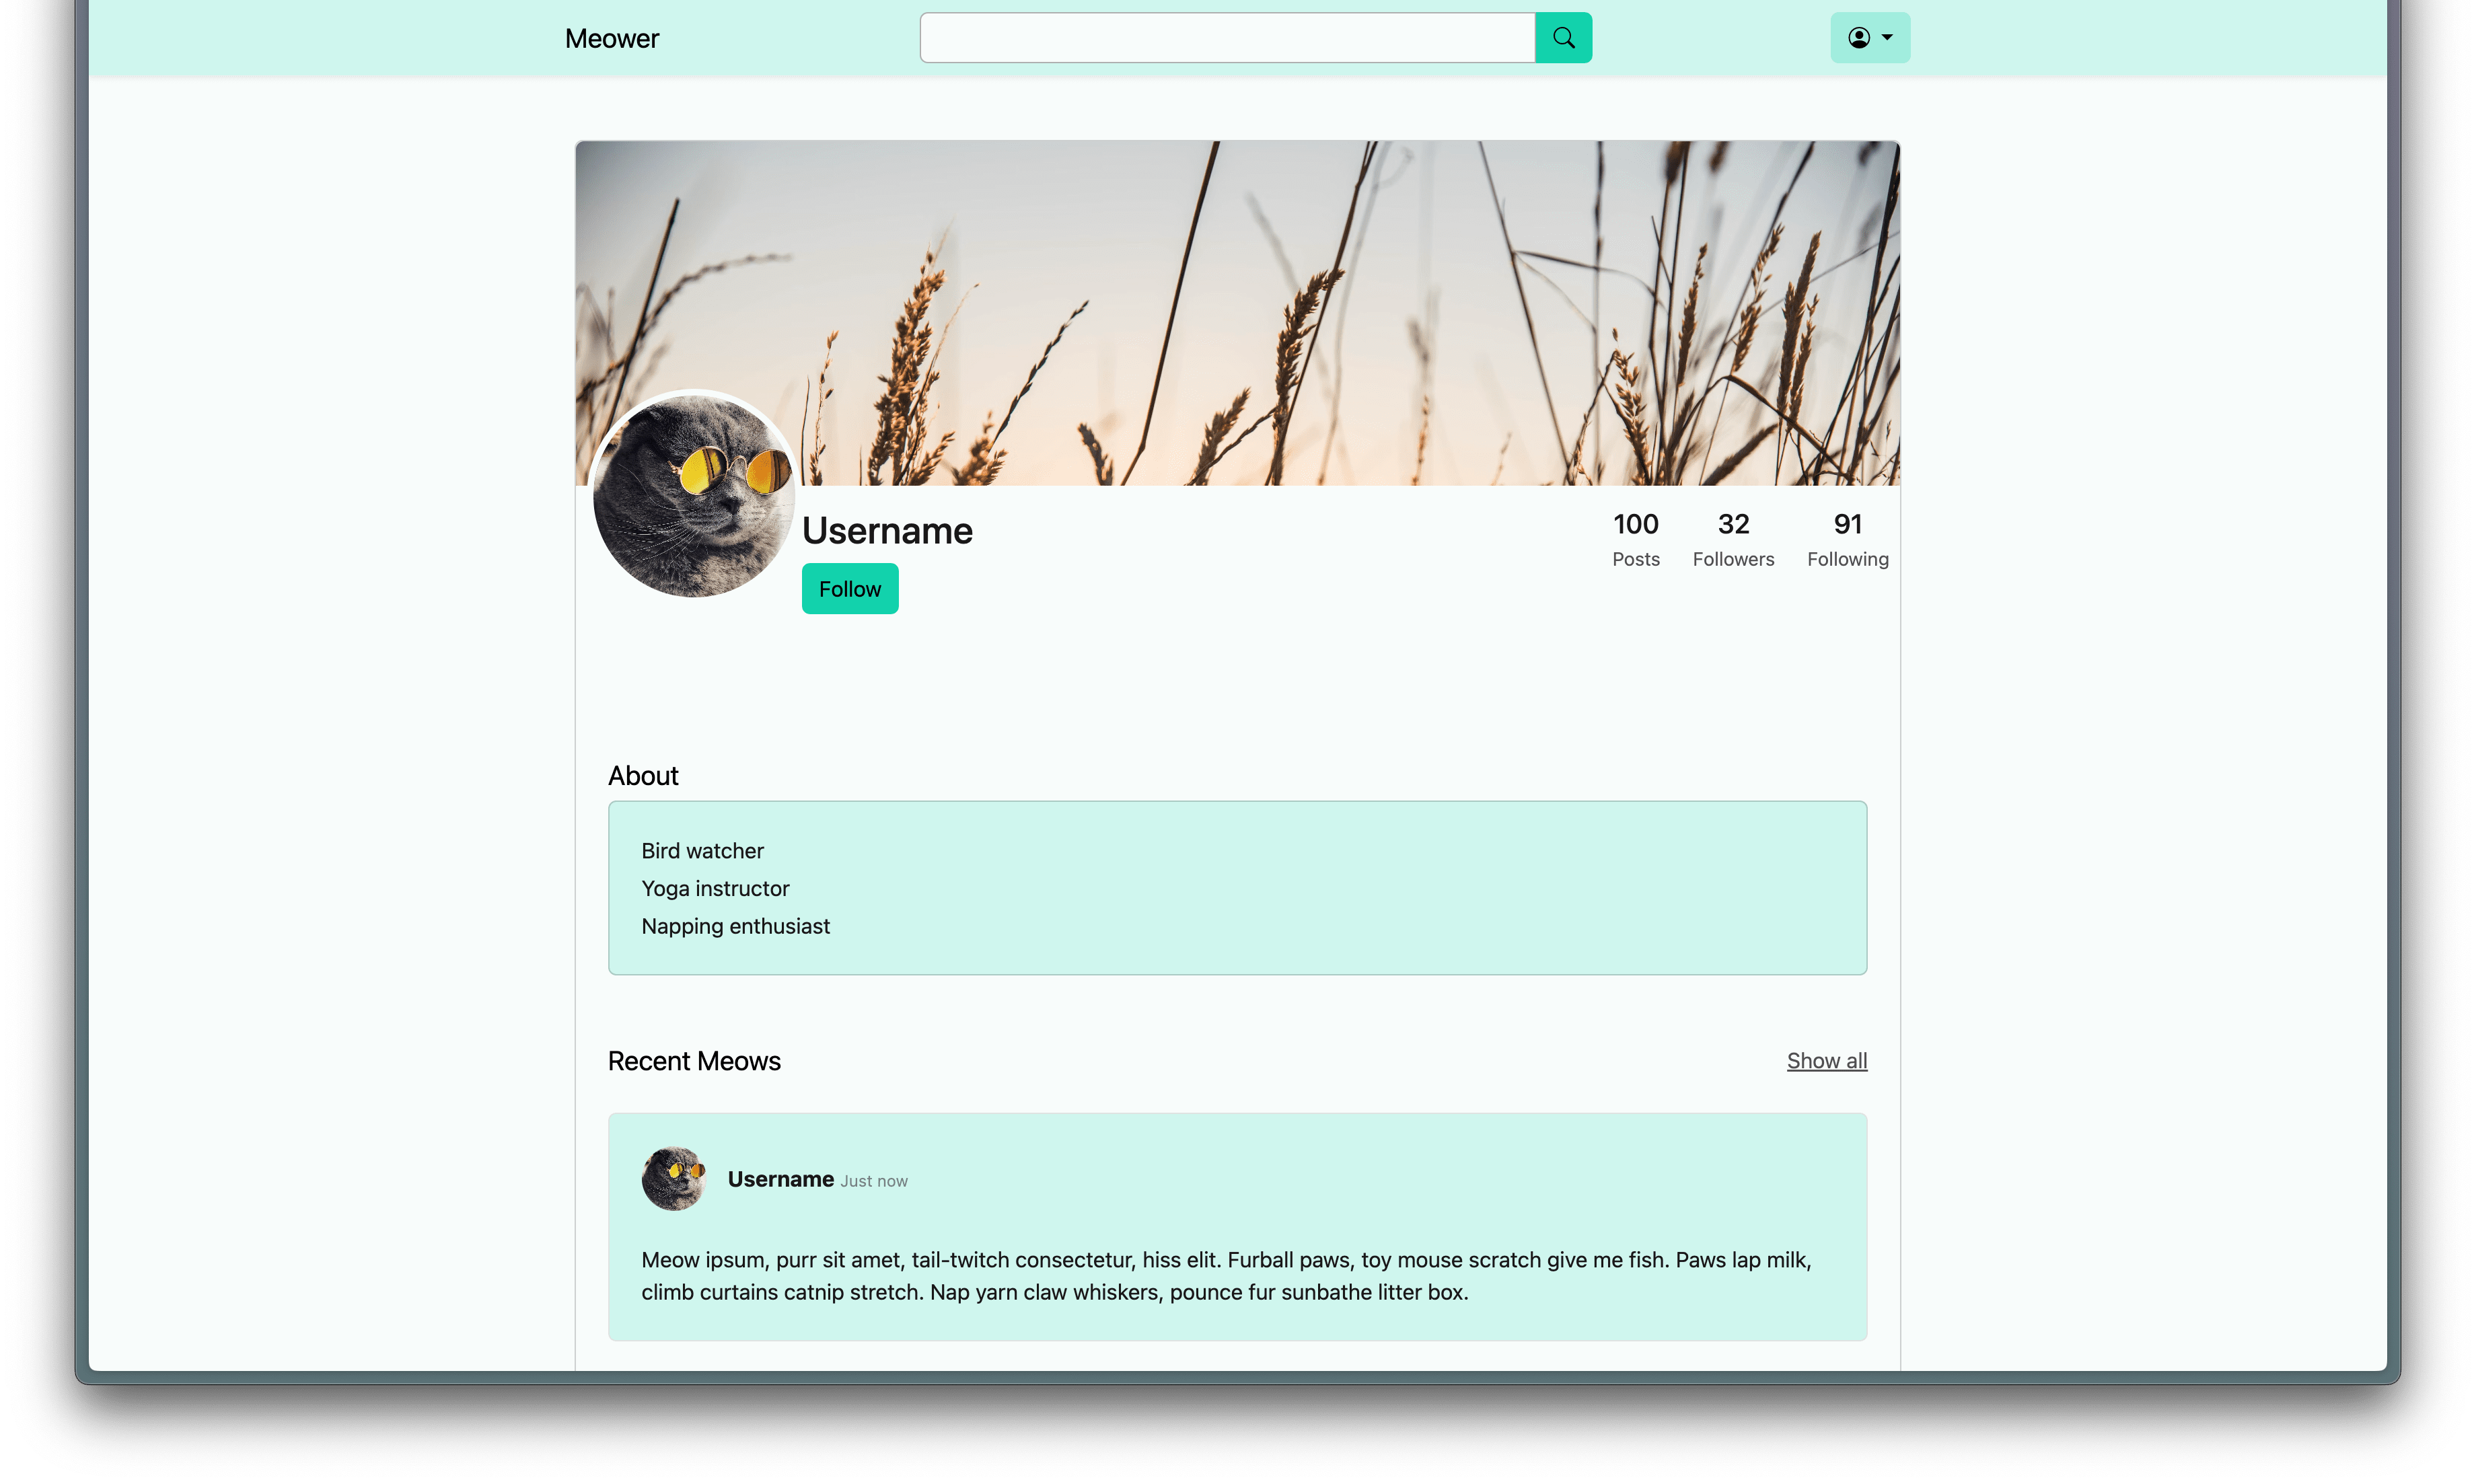 Meower
Username
Follow
100
Posts
32
Followers
91
Following
About
Bird watcher
Yoga instructor
Napping enthusiast
Recent Meows
Show all
Username Just now
Meow ipsum, purr sit amet, tail-twitch consectetur, hiss elit. Furball paws, toy mouse scratch give me fish. Paws lap milk,
climb curtains catnip stretch. Nap yarn claw whiskers, pounce fur sunbathe litter box.